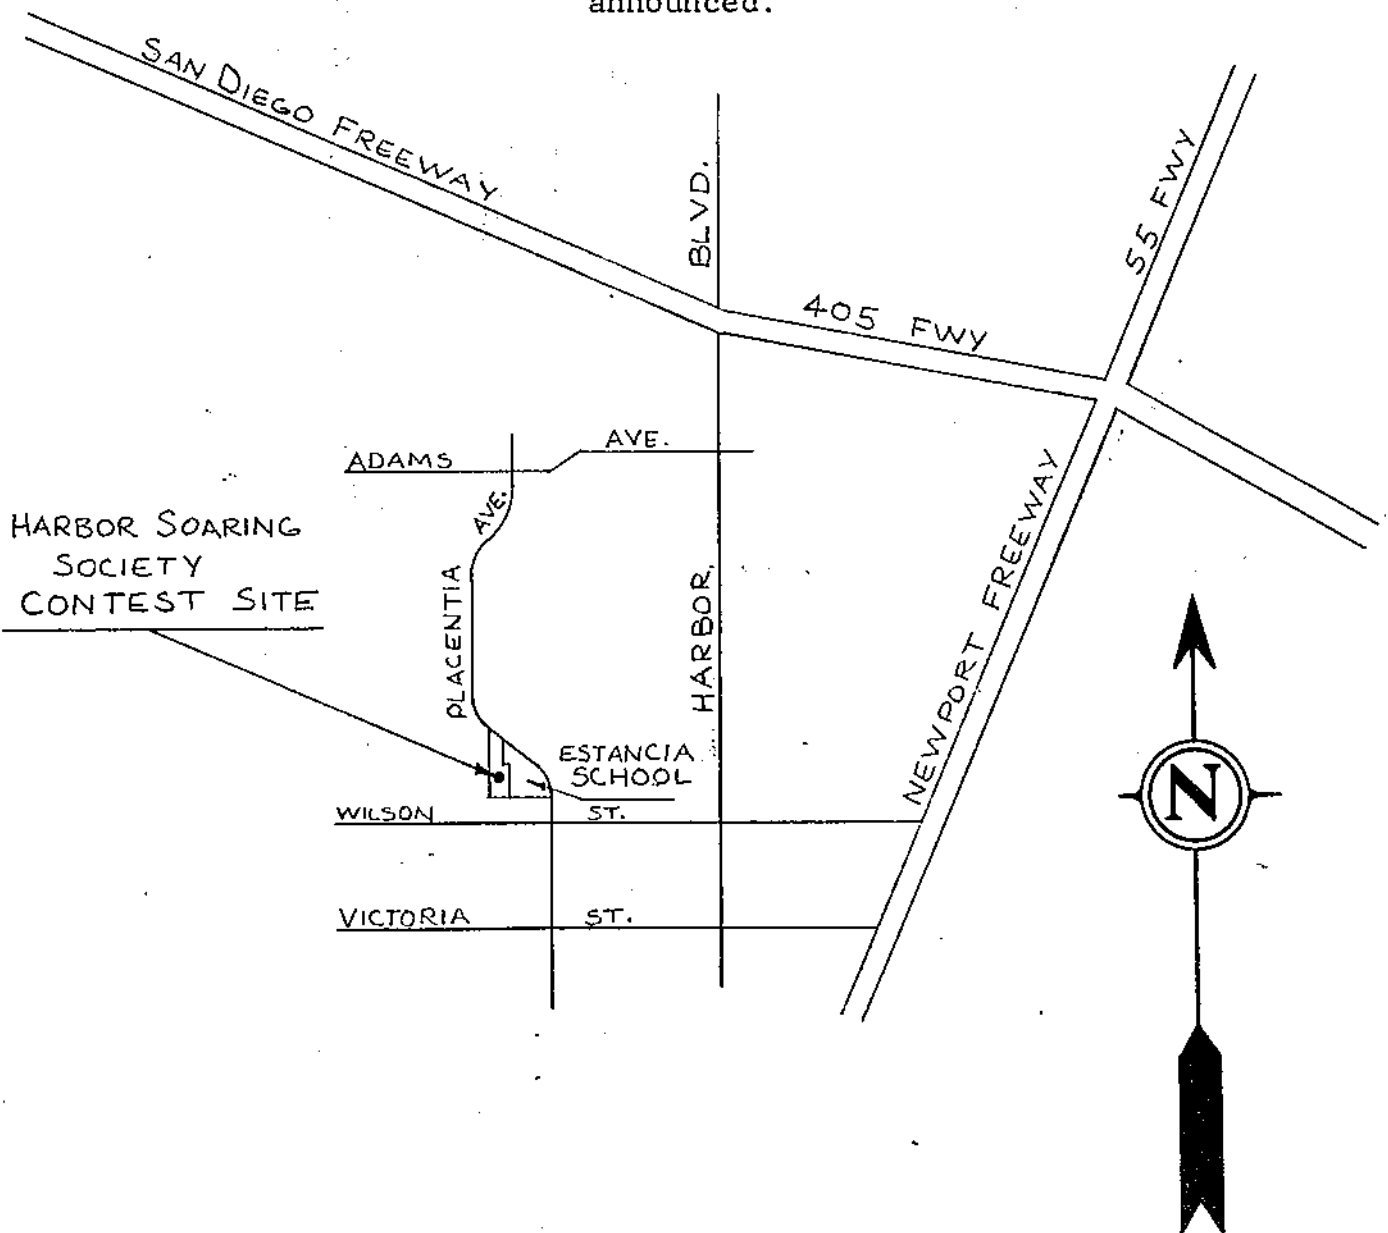 announced.
SAN DIEGO FREEWAY
BLVD.
55 FWY
405 FWY
ADAMS AVE.
AVE.
HARBOR SOARING
SOCIETY
CONTEST SITE
PLACENTIA
HARBOR
NEWPORT FREEWAY
ESTANCIA
SCHOOL
N
WILSON ST.
VICTORIA ST.